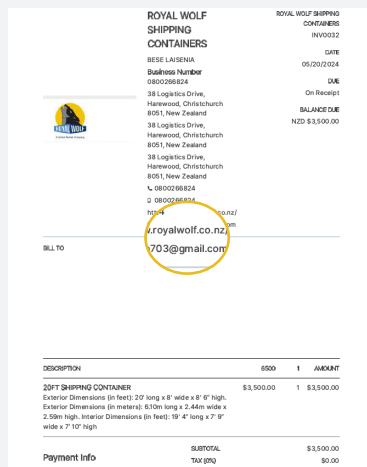 ROYAL WOLF
SHIPPING
CONTAINERS
BESE LAISENIA
Business Number
0800266824
38 Logistics Drive,
Harewood, Christchurch
8051, New Zealand
38 Logistics Drive,
Harewood, Christchurch
8051, New Zealand
38 Logistics Drive,
Harewood, Christchurch
8051, New Zealand
0800266824
0800266824
co.nz/
.royalwolf.co.nz/
703@gmail.com
ROYAL WOLF SHIPPING
CONTAINERS
INV0032
DATE
05/20/2024
DUE
On Receipt
BALANCE DUE
NZD $3,500.00
ROYAL WOLF
BILL TO
DESCRIPTION 6500 1 AMOUNT
20FT SHIPPING CONTAINER $3,500.00 1 $3,500.00
Exterior Dimensions (in feet): 20' long x 8' wide x 8' 6" high.
Exterior Dimensions (in meters): 6.10m long x 2.44m wide x
2.59m high. Interior Dimensions (in feet): 19' 4" long x 7' 9"
wide x 7' 10" high
Payment Info
SUBTOTAL $3,500.00
TAX (0%) $0.00